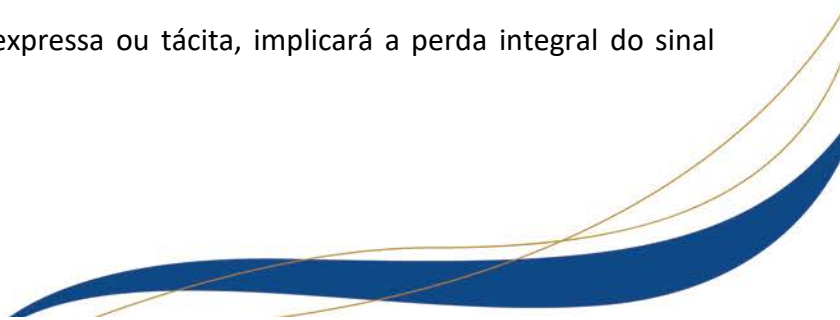 expressa ou tácita, implicará a perda integral do sinal